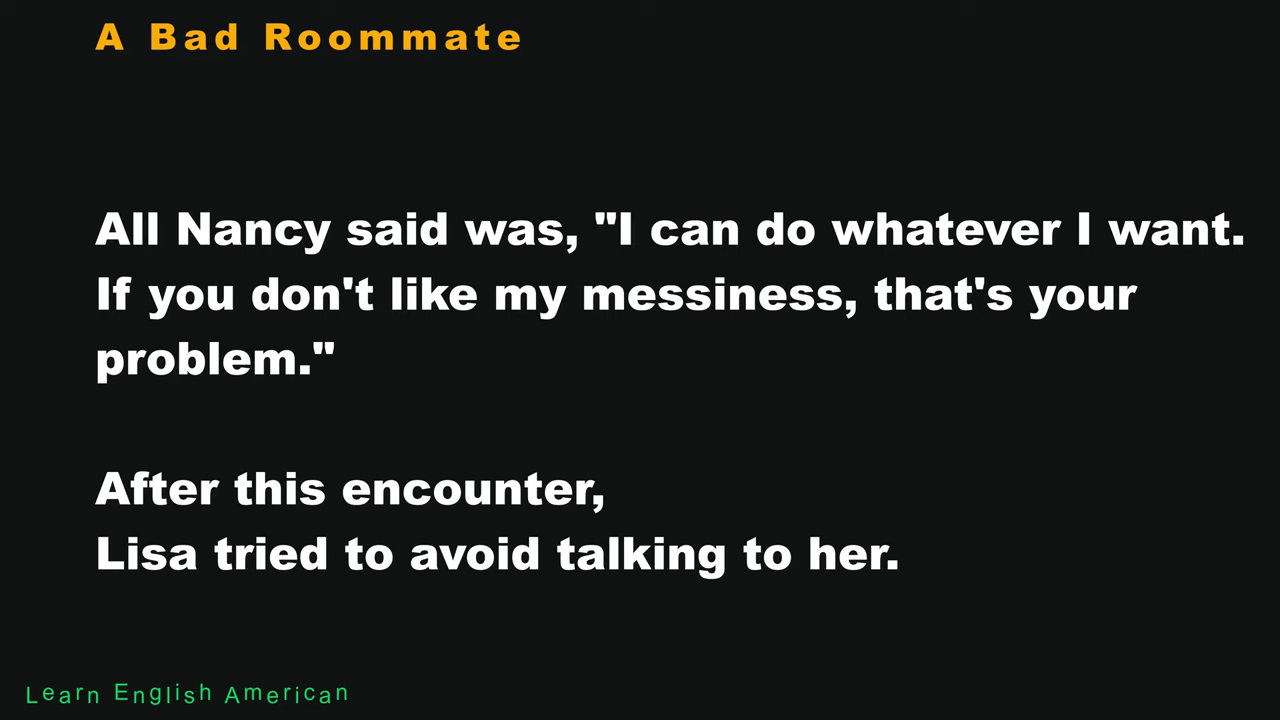 A Bad Roommate
All Nancy said was, "I can do whatever I want.
If you don't like my messiness, that's your
problem."
After this encounter,
Lisa tried to avoid talking to her.
Learn English American